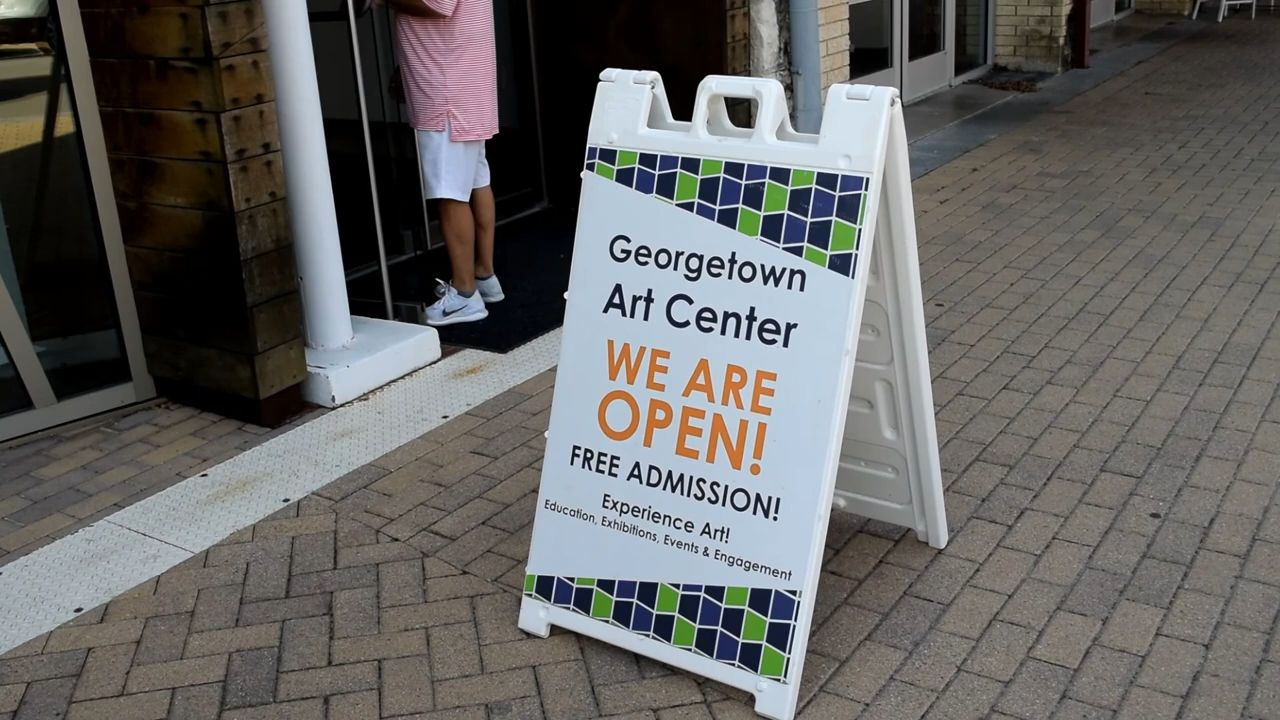 Georgetown
Art Center
WE ARE
OPEN!
FREE ADMISSION!
Experience Art!
Education, Exhibitions, Events & Engagement